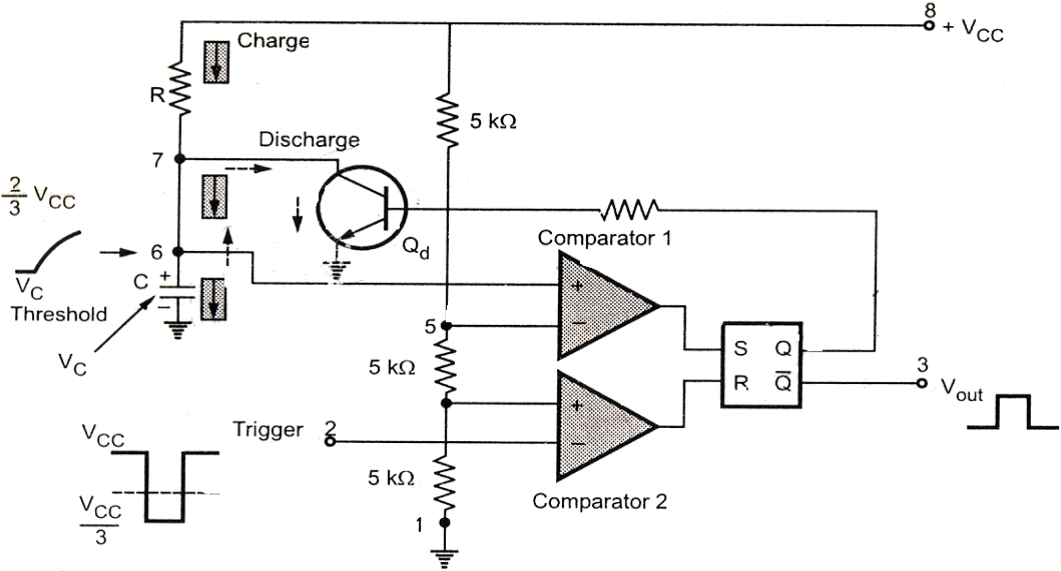 8
+ VCC
Charge
R
5 kΩ
Discharge
7
2/3 VCC
Qd
Comparator 1
6
C
+
−
VC
Threshold
VC
+
−
5
S Q
R Q̅
3
Vout
5 kΩ
+
−
Trigger 2
VCC
VCC/3
5 kΩ
Comparator 2
1